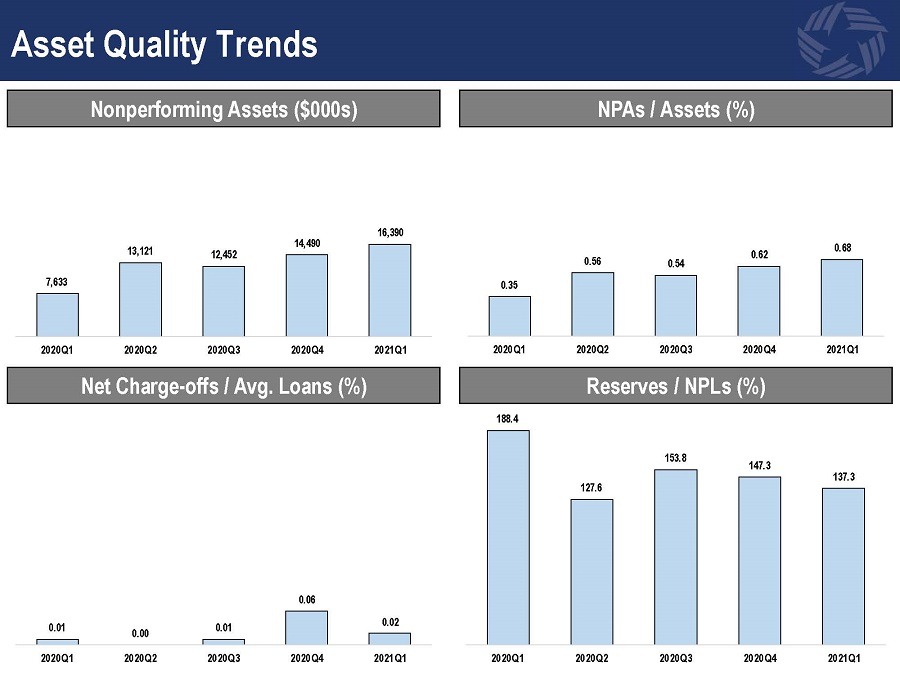 Asset Quality Trends
Nonperforming Assets ($000s)
7,633
13,121
12,452
14,490
16,390
2020Q1 2020Q2 2020Q3 2020Q4 2021Q1
NPAs / Assets (%)
0.35
0.56
0.54
0.62
0.68
2020Q1 2020Q2 2020Q3 2020Q4 2021Q1
Net Charge-offs / Avg. Loans (%)
0.01
0.00
0.01
0.06
0.02
2020Q1 2020Q2 2020Q3 2020Q4 2021Q1
Reserves / NPLs (%)
188.4
127.6
153.8
147.3
137.3
2020Q1 2020Q2 2020Q3 2020Q4 2021Q1